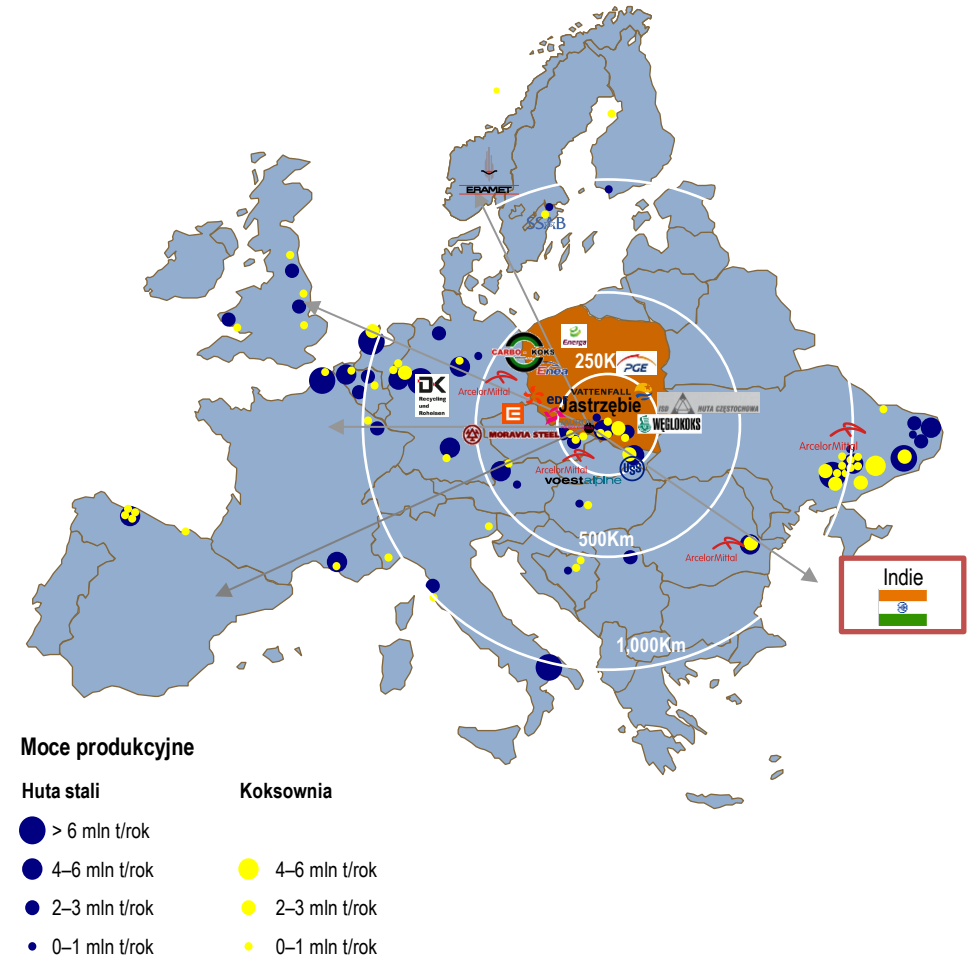 ERAMET
SSAB
CARBO KOKS
Energa
Enea
250K
PGE
ArcelorMittal
VATTENFALL
EDF
Jastrzębie
ISD HUTA CZĘSTOCHOWA
WĘGLOKOKS
DK
Recycling
und
Roheisen
MORAVIA STEEL
ArcelorMittal
ArcelorMittal
USS
voestalpine
500Km
ArcelorMittal
Indie
1,000Km
Moce produkcyjne
Huta stali
Koksownia
> 6 mln t/rok
4–6 mln t/rok
4–6 mln t/rok
2–3 mln t/rok
2–3 mln t/rok
0–1 mln t/rok
0–1 mln t/rok